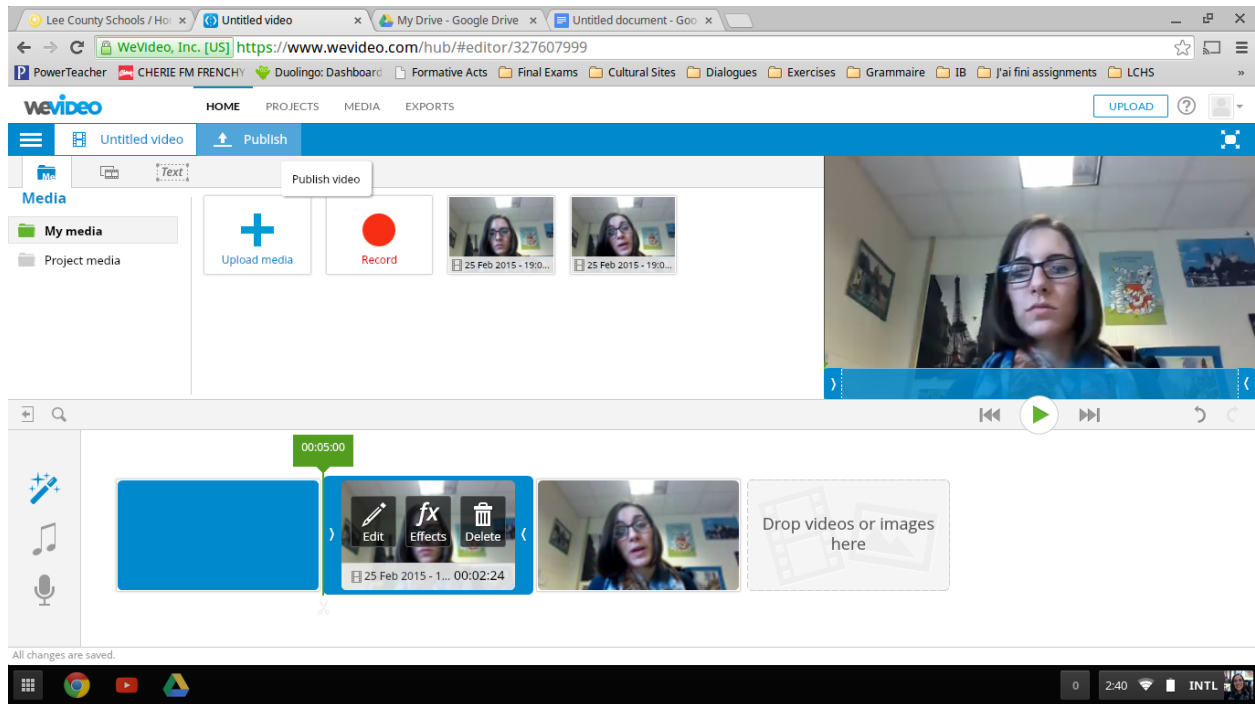 Lee County Schools / Ho
Untitled video
My Drive - Google Drive
Untitled document - Goo
WeVideo, Inc. [US] https://www.wevideo.com/hub/#editor/327607999
PowerTeacher CHERIE FM FRENCHY Duolingo: Dashboard Formative Acts Final Exams Cultural Sites Dialogues Exercises Grammaire IB J'ai fini assignments LCHS »
WeVideo HOME PROJECTS MEDIA EXPORTS UPLOAD ?
Untitled video Publish
Me Text
Publish video
Media
My media
Project media
Upload media
Record
25 Feb 2015 - 19:0...
25 Feb 2015 - 19:0...
00:05:00
Edit
fx
Effects
Delete
25 Feb 2015 - 1... 00:02:24
Drop videos or images
here
All changes are saved.
0 2:40 INTL